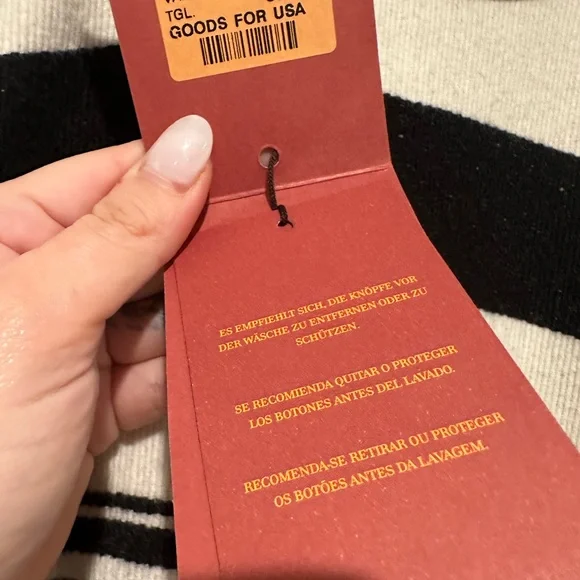 TGL.
GOODS FOR USA
ES EMPFIEHLT SICH, DIE KNÖPFE VOR
DER WÄSCHE ZU ENTFERNEN ODER ZU
SCHÜTZEN.
SE RECOMIENDA QUITAR O PROTEGER
LOS BOTONES ANTES DEL LAVADO.
RECOMENDA-SE RETIRAR OU PROTEGER
OS BOTÕES ANTES DA LAVAGEM.